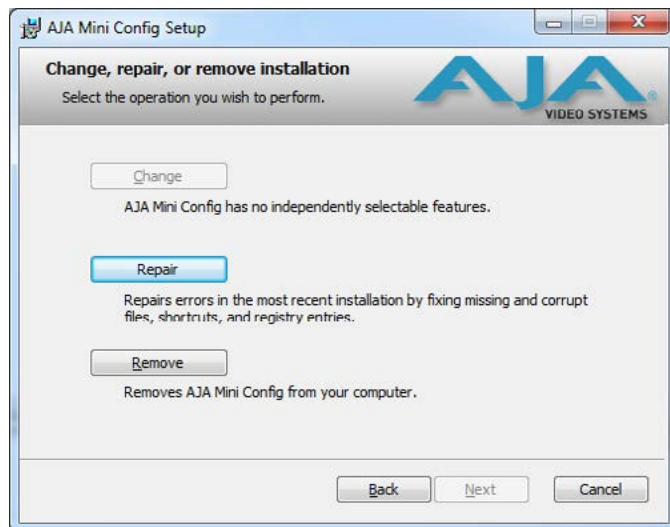 AJA Mini Config Setup
Change, repair, or remove installation
Select the operation you wish to perform.
AJA
VIDEO SYSTEMS
Change
AJA Mini Config has no independently selectable features.
Repair
Repairs errors in the most recent installation by fixing missing and corrupt
files, shortcuts, and registry entries.
Remove
Removes AJA Mini Config from your computer.
Back
Next
Cancel